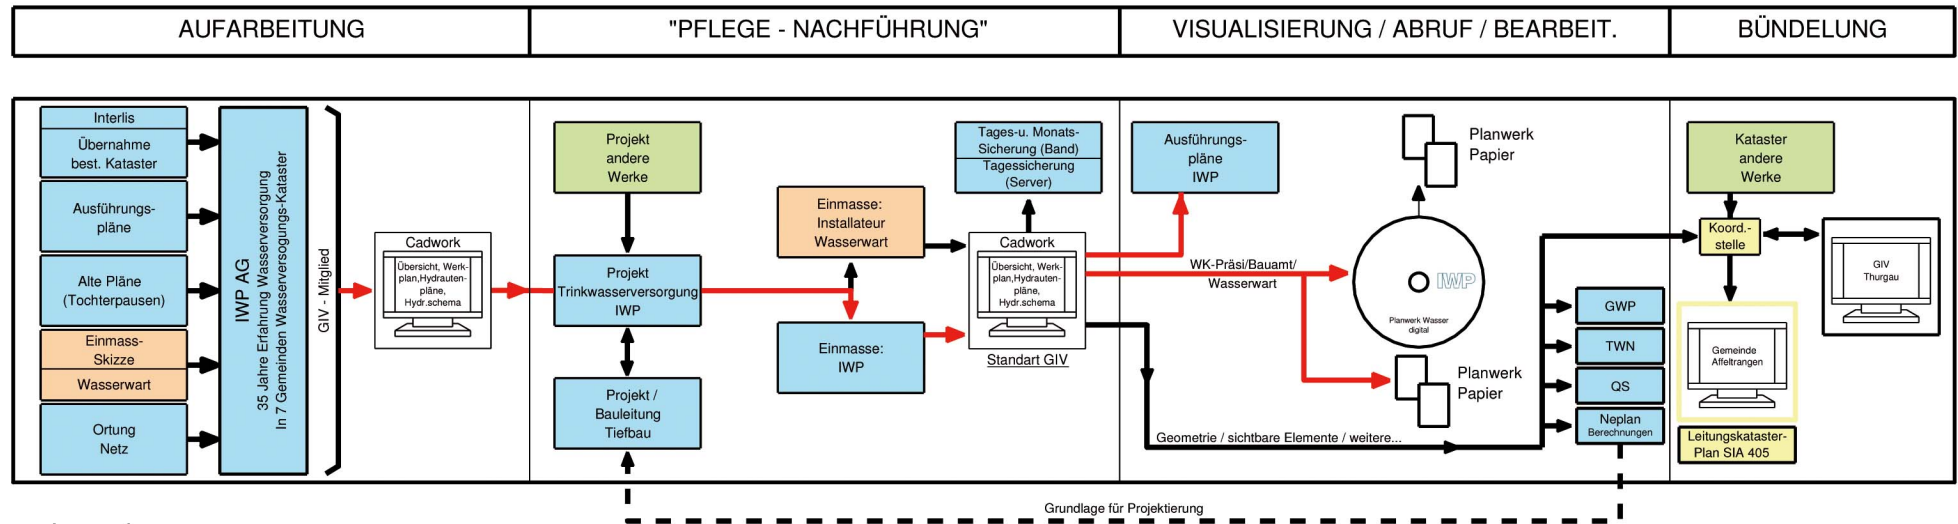 AUFARBEITUNG
"PFLEGE - NACHFÜHRUNG"
VISUALISIERUNG / ABRUF / BEARBEIT.
BÜNDELUNG
Interlis
Übernahme
best. Kataster
Ausführungs-
pläne
Alte Pläne
(Tochterpausen)
Einmass-
Skizze
Wasserwart
Ortung
Netz
IWP AG
35 Jahre Erfahrung Wasserversorgung
In 7 Gemeinden Wasserversogungs-Kataster
GIV - Mitglied
Cadwork
Übersicht, Werk-
plan,Hydrauten-
pläne,
Hydr.schema
Projekt
andere
Werke
Projekt
Trinkwasserversorgung
IWP
Projekt /
Bauleitung
Tiefbau
Einmasse:
Installateur
Wasserwart
Einmasse:
IWP
Tages-u. Monats-
Sicherung (Band)
Tagessicherung
(Server)
Cadwork
Übersicht, Werk-
plan,Hydrauten-
pläne,
Hydr.schema
Standart GIV
Ausführungs-
pläne
IWP
WK-Präsi/Bauamt/
Wasserwart
Planwerk
Papier
IWP
Planwerk Wasser
digital
Planwerk
Papier
Geometrie / sichtbare Elemente / weitere...
GWP
TWN
QS
Neplan
Berechnungen
Kataster
andere
Werke
Koord.-
stelle
GIV
Thurgau
Gemeinde
Affeltrangen
Leitungskataster-
Plan SIA 405
Grundlage für Projektierung